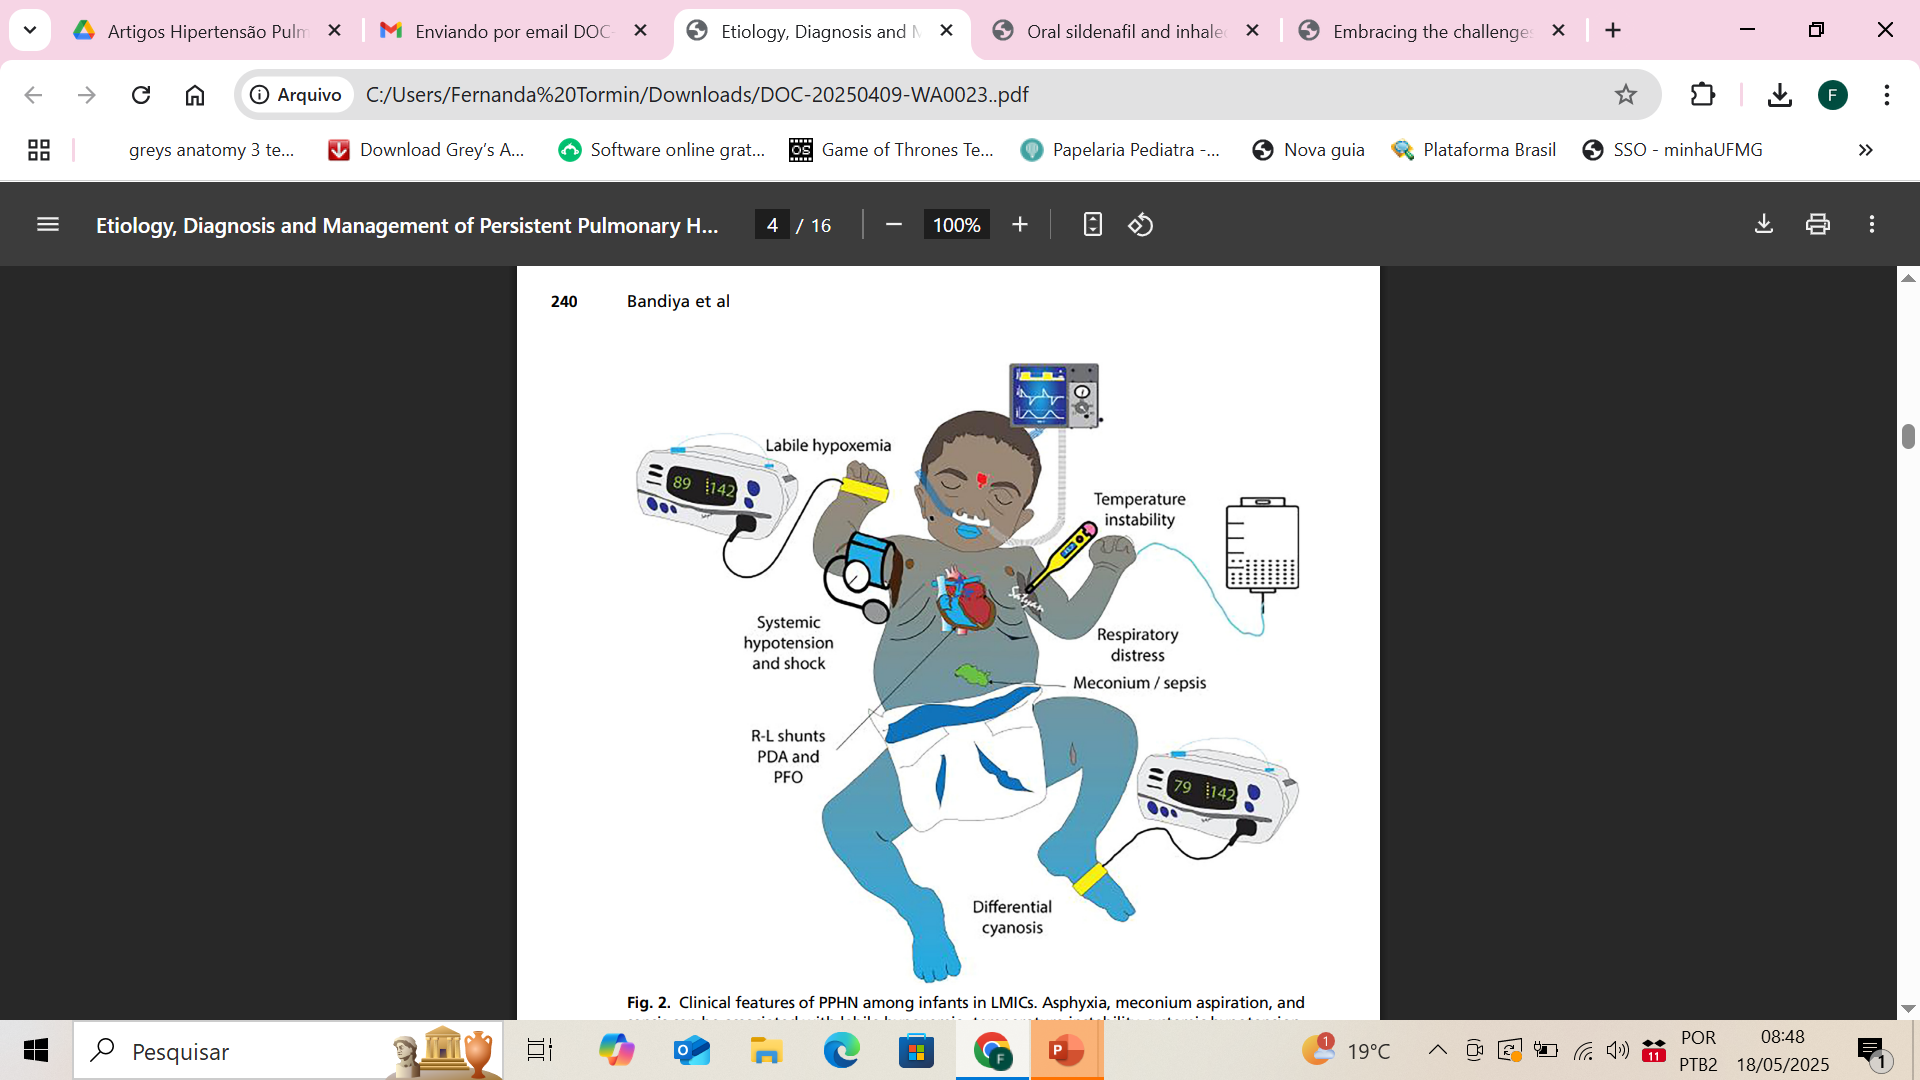 Artigos Hipertensão Pulm
Enviando por email DOC-
Etiology, Diagnosis and M
Oral sildenafil and inhale
Embracing the challenge
Arquivo
C:/Users/Fernanda%20Tormin/Downloads/DOC-20250409-WA0023..pdf
F
greys anatomy 3 te...
Download Grey's A...
Software online grat...
Game of Thrones Te...
Papelaria Pediatra -...
Nova guia
Plataforma Brasil
SSO - minhaUFMG
Etiology, Diagnosis and Management of Persistent Pulmonary H...
4 / 16
100%
240 Bandiya et al
Labile hypoxemia
89 142
Temperature
instability
Satyan
Systemic
hypotension
and shock
Respiratory
distress
Meconium / sepsis
R-L shunts
PDA and
PFO
79 142
Differential
cyanosis
Fig. 2. Clinical features of PPHN among infants in LMICs. Asphyxia, meconium aspiration, and
Pesquisar
1
19°C
11
POR
PTB2
08:48
18/05/2025
1